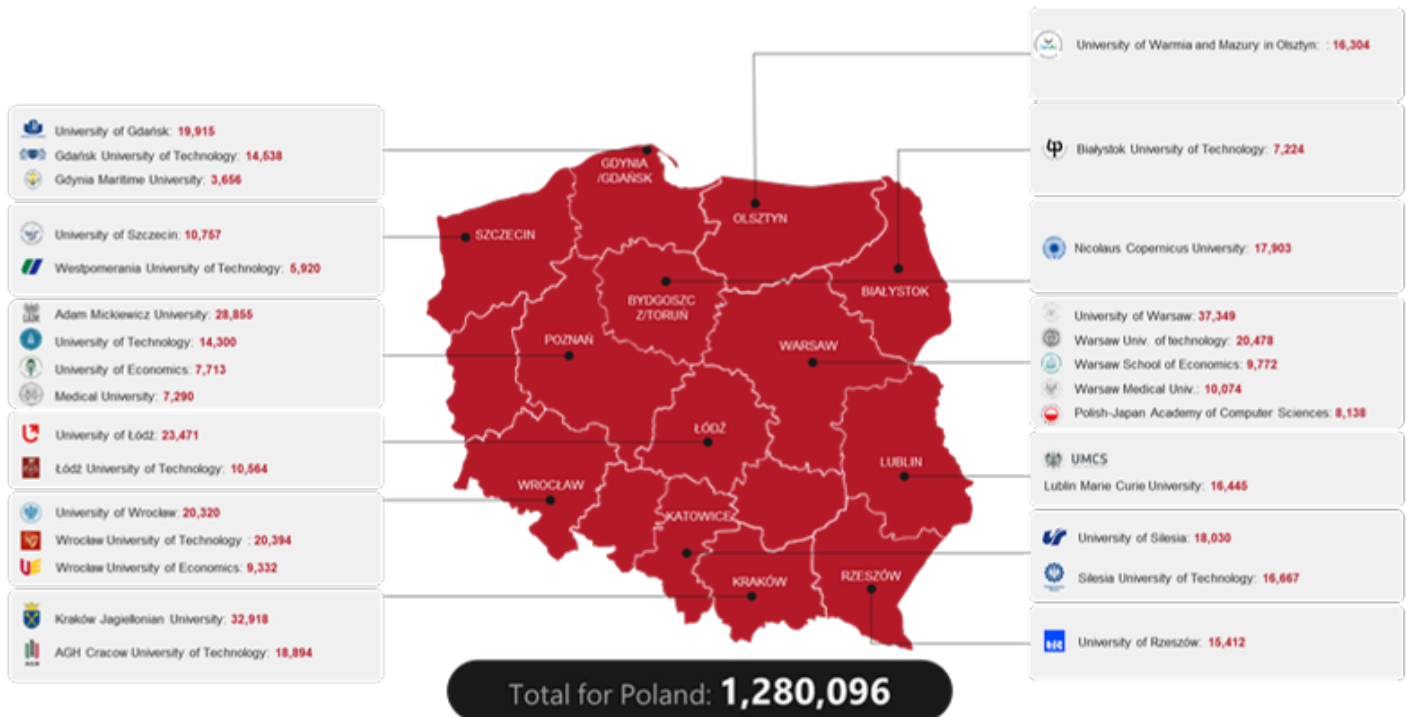 University of Gdańsk: 19,915
Gdańsk University of Technology: 14,538
Gdynia Maritime University: 3,656
University of Szczecin: 10,757
Westpomerania University of Technology: 5,920
Adam Mickiewicz University: 28,855
University of Technology: 14,300
University of Economics: 7,713
Medical University: 7,290
University of Łódź: 23,471
Łódź University of Technology: 10,564
University of Wrocław: 20,320
Wrocław University of Technology : 20,394
Wrocław University of Economics: 9,332
Kraków Jagiellonian University: 32,918
AGH
AGH Cracow University of Technology: 18,894
GDYNIA
/GDAŃSK
OLSZTYN
SZCZECIN
BIAŁYSTOK
BYDGOSZC
Z/TORUŃ
POZNAŃ
WARSAW
ŁÓDŹ
LUBLIN
WROCŁAW
KATOWICE
KRAKÓW
RZESZÓW
University of Warmia and Mazury in Olsztyn: : 16,304
Białystok University of Technology: 7,224
Nicolaus Copernicus University: 17,903
University of Warsaw: 37,349
Warsaw Univ. of technology: 20,478
Warsaw School of Economics: 9,772
Warsaw Medical Univ.: 10,074
Polish-Japan Academy of Computer Sciences: 8,138
UMCS
Lublin Marie Curie University: 16,445
University of Silesia: 18,030
Silesia University of Technology: 16,667
University of Rzeszów: 15,412
Total for Poland: 1,280,096